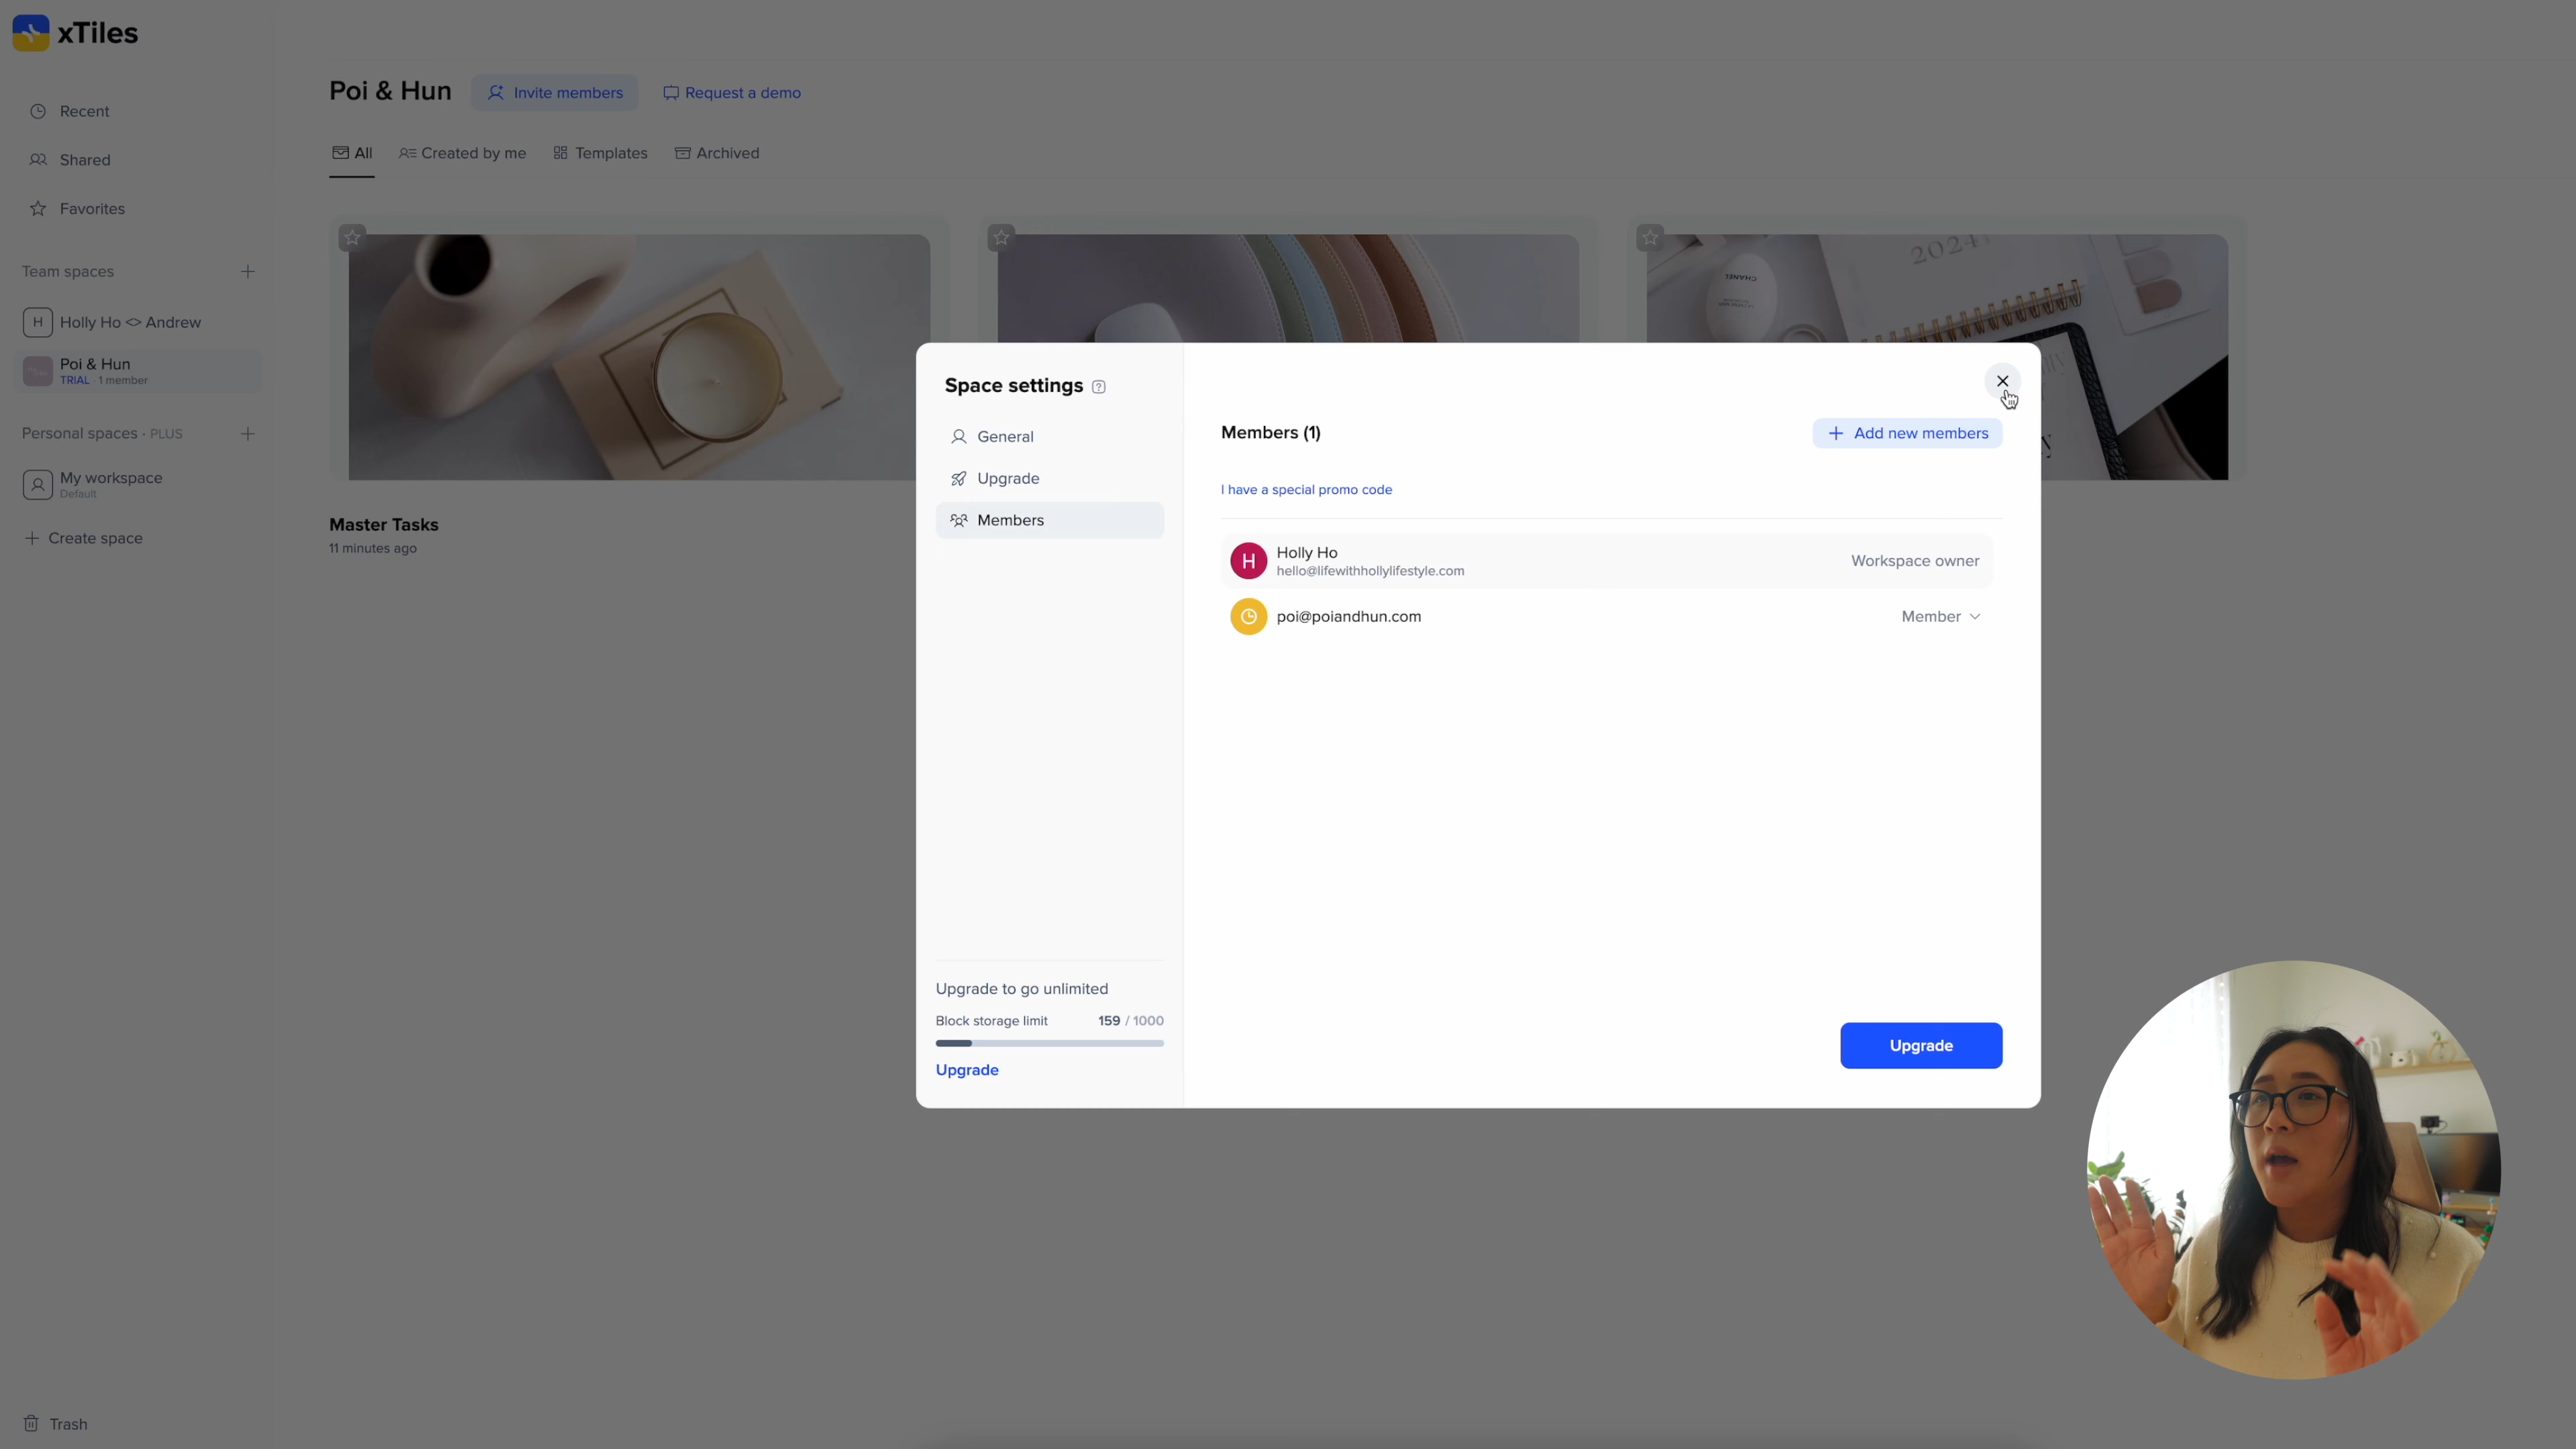 xTiles
Recent
Shared
Favorites
Team spaces
H Holly Ho <> Andrew
Poi & Hun
TRIAL · 1 member
Personal spaces · PLUS
My workspace
Default
Create space
Trash
Poi & Hun
Invite members
Request a demo
All
Created by me
Templates
Archived
CHANEL
2024
Master Tasks
11 minutes ago
Space settings ?
General
Upgrade
Members
Upgrade to go unlimited
Block storage limit 159 / 1000
Upgrade
Members (1)
Add new members
I have a special promo code
H
Holly Ho
hello@lifewithhollylifestyle.com
Workspace owner
poi@poiandhun.com
Member
Upgrade